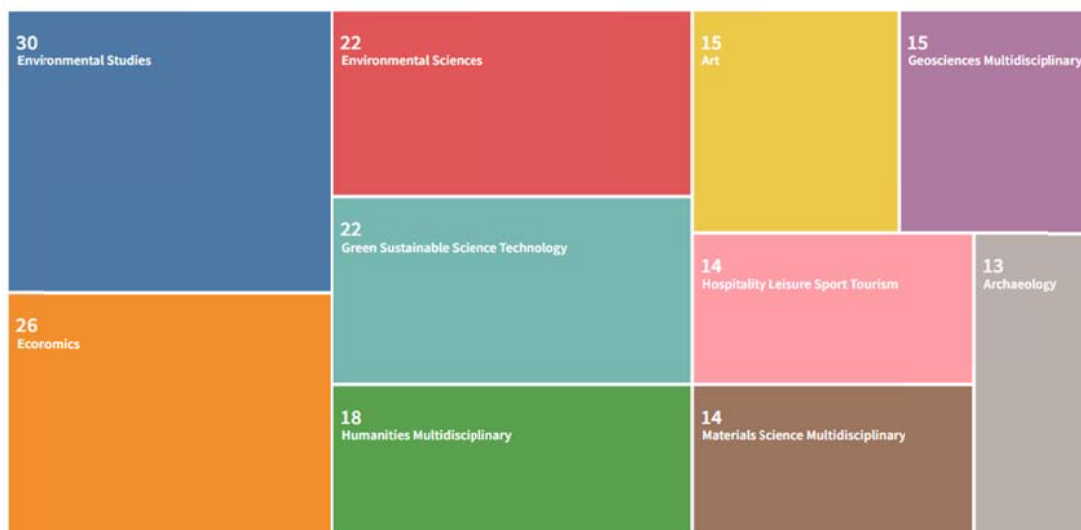 30
Environmental Studies
22
Environmental Sciences
15
Art
15
Geosciences Multidisciplinary
22
Green Sustainable Science Technology
14
Hospitality Leisure Sport Tourism
13
Archaeology
26
Economics
18
Humanities Multidisciplinary
14
Materials Science Multidisciplinary